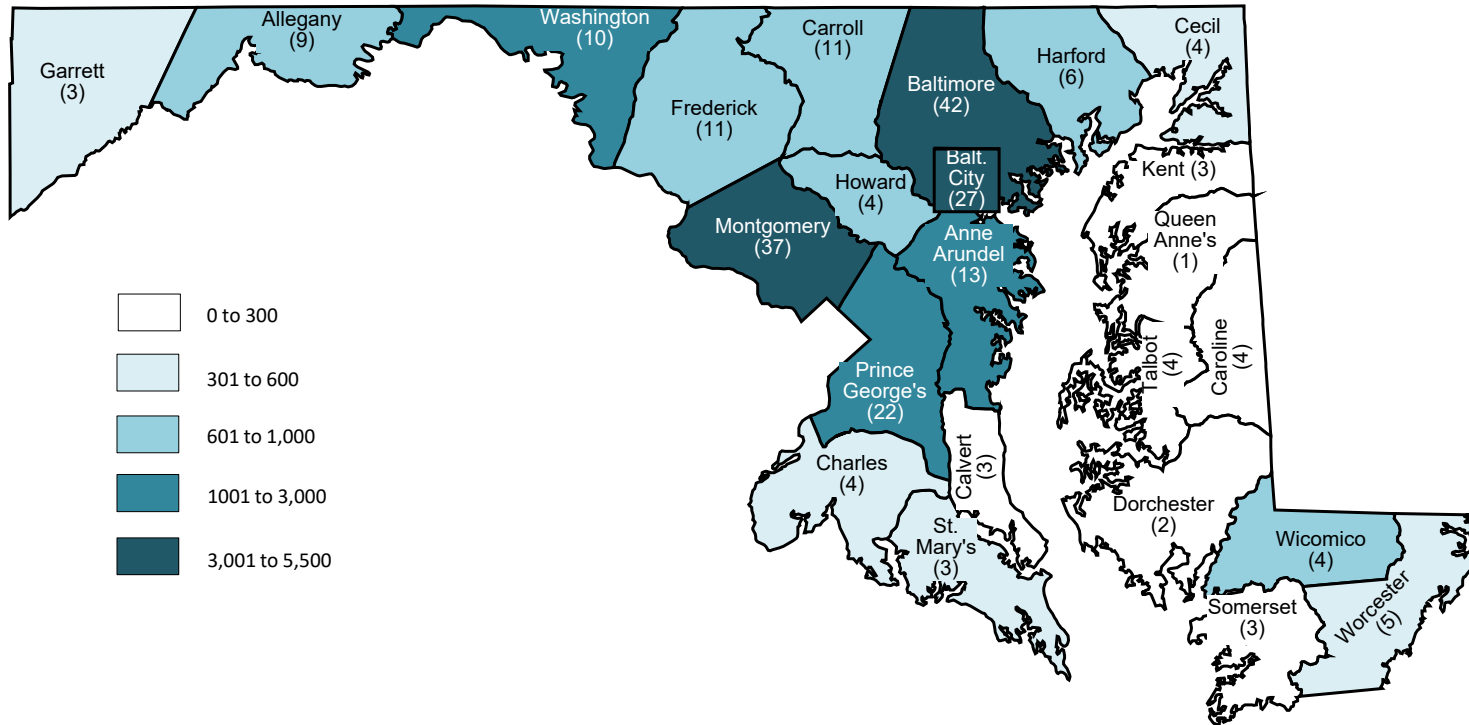 Garrett
(3)
Allegany
(9)
Washington
(10)
Frederick
(11)
Carroll
(11)
Baltimore
(42)
Harford
(6)
Cecil
(4)
Balt.
City
(27)
Howard
(4)
Montgomery
(37)
Anne
Arundel
(13)
Kent (3)
Queen
Anne's
(1)
Talbot
(4)
Caroline
(4)
Prince
George's
(22)
Calvert
(3)
Charles
(4)
St.
Mary's
(3)
Dorchester
(2)
Wicomico
(4)
Somerset
(3)
Worcester
(5)
0 to 300
301 to 600
601 to 1,000
1001 to 3,000
3,001 to 5,500